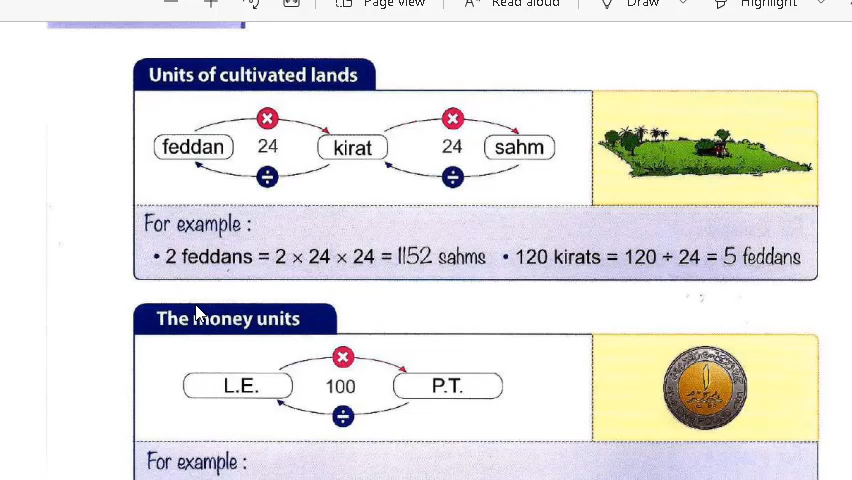 Page view
Read aloud
Draw
Highlight
Units of cultivated lands
feddan 24 kirat 24 sahm
For example :
• 2 feddans = 2 × 24 × 24 = 1152 sahms • 120 kirats = 120 ÷ 24 = 5 feddans
The money units
L.E. 100 P.T.
For example :